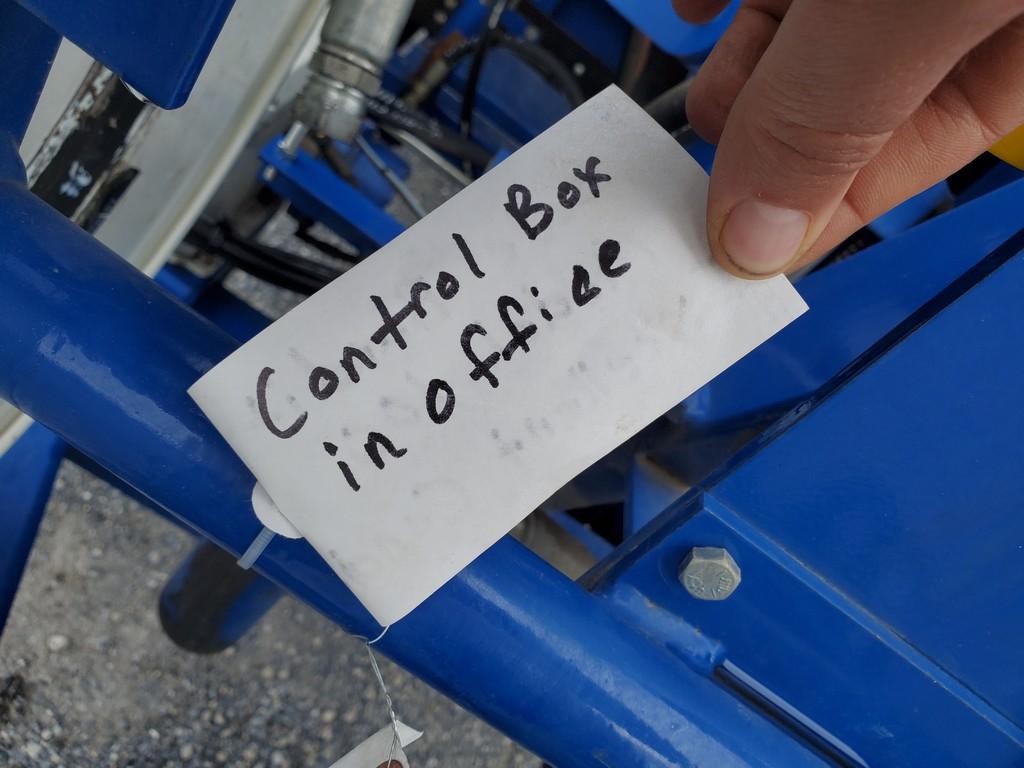 Control Box
in office